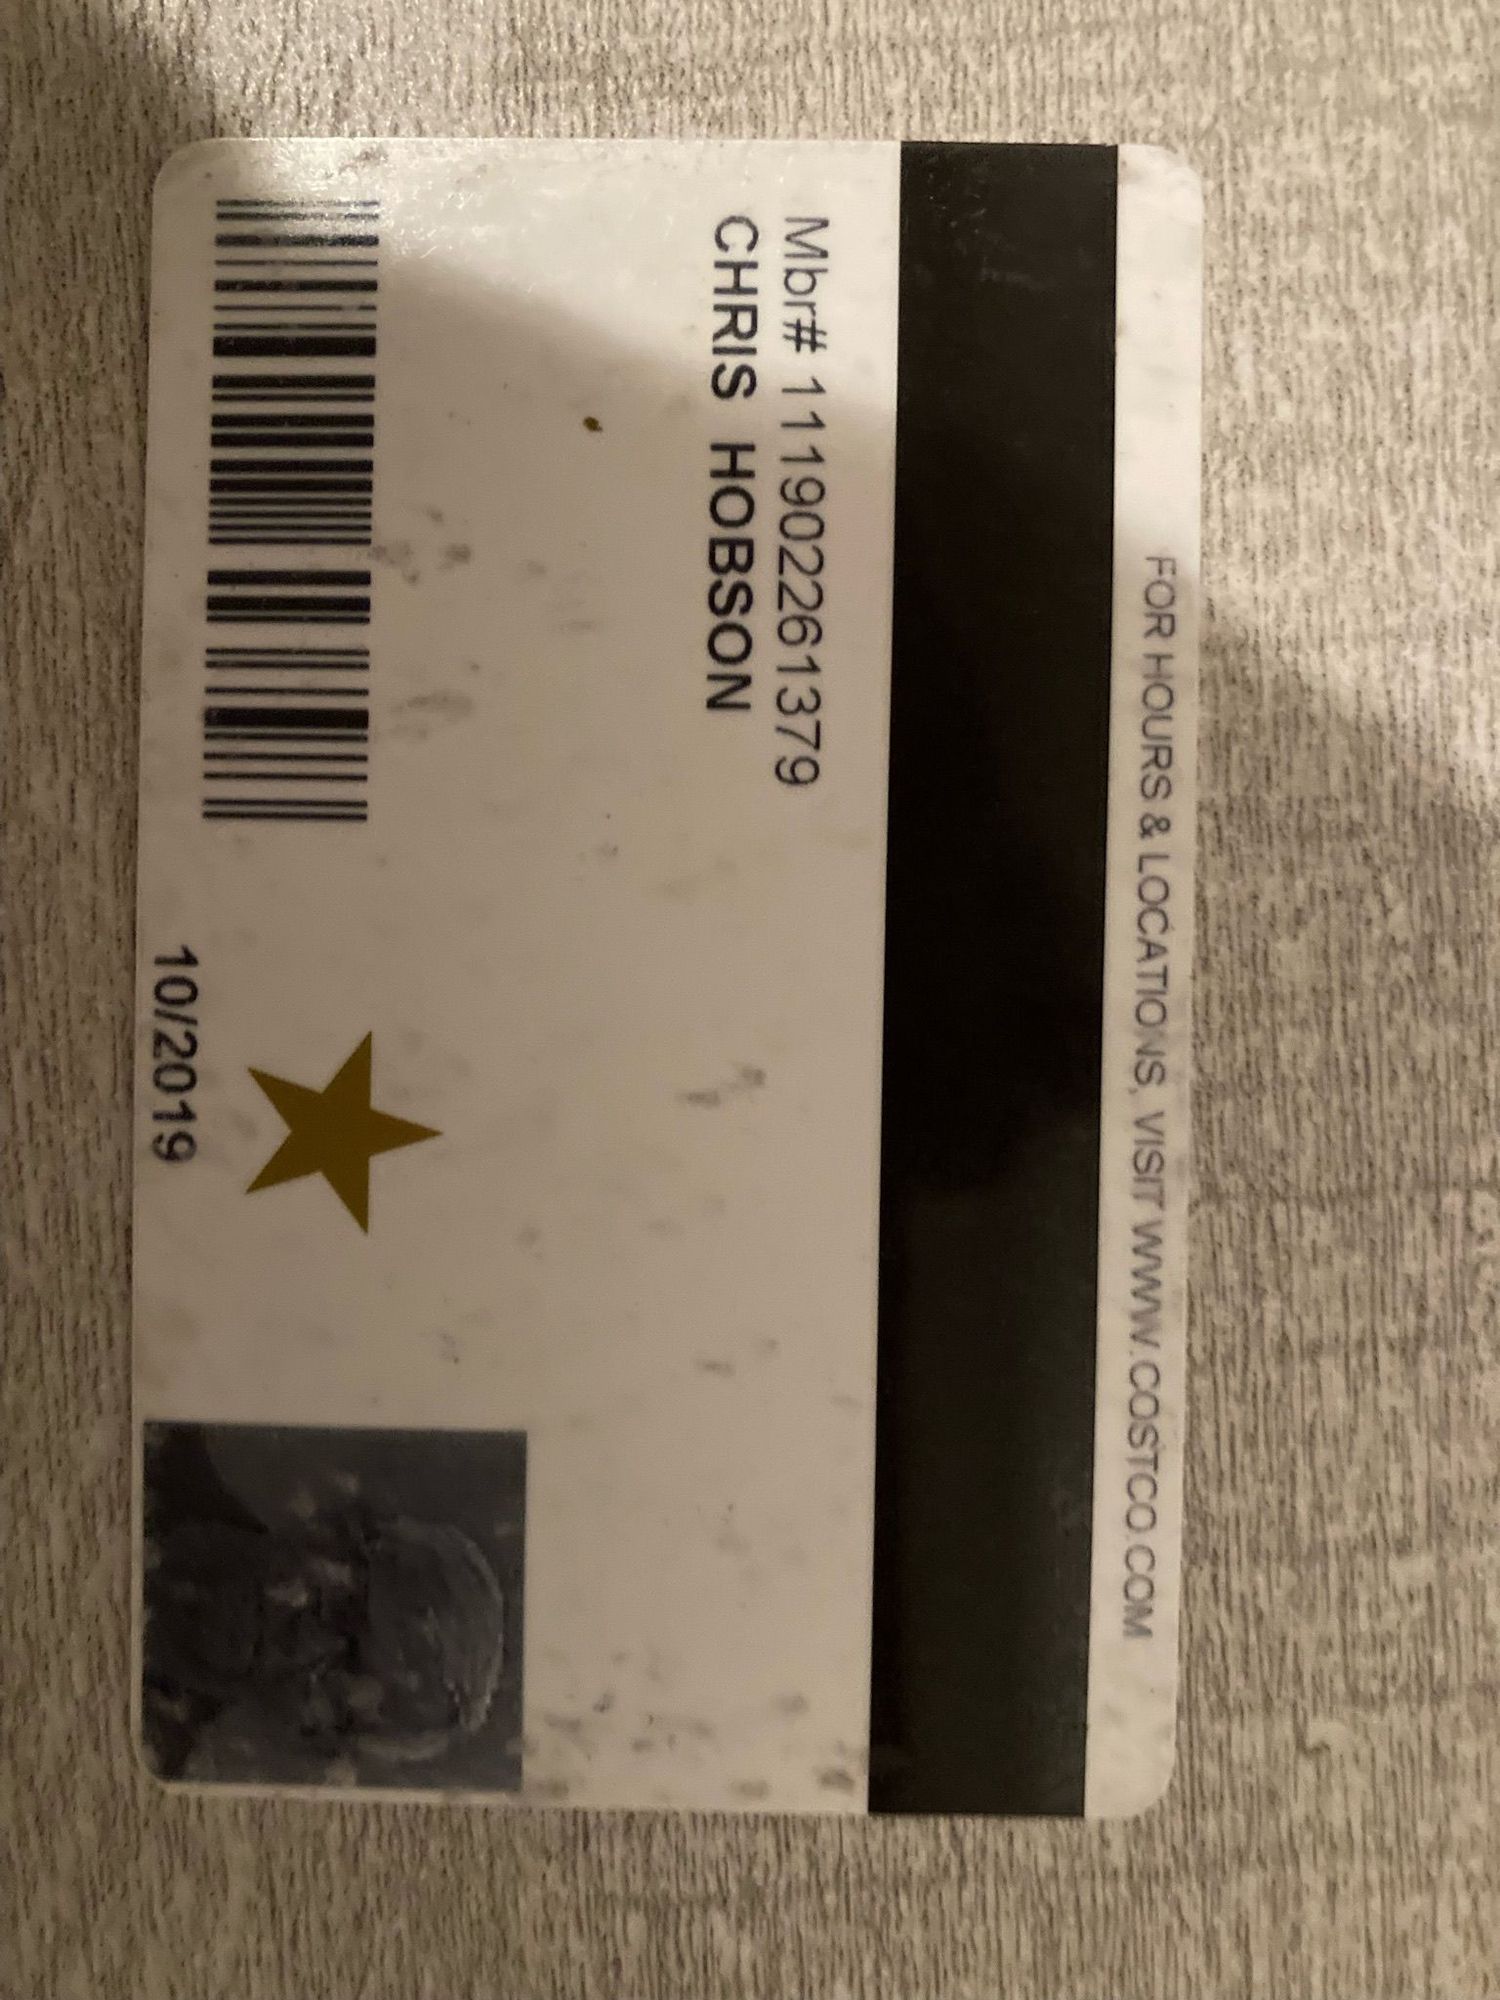 FOR HOURS & LOCATIONS, VISIT WWW.COSTCO.COM
Mbr# 111902261379
CHRIS HOBSON
10/2019